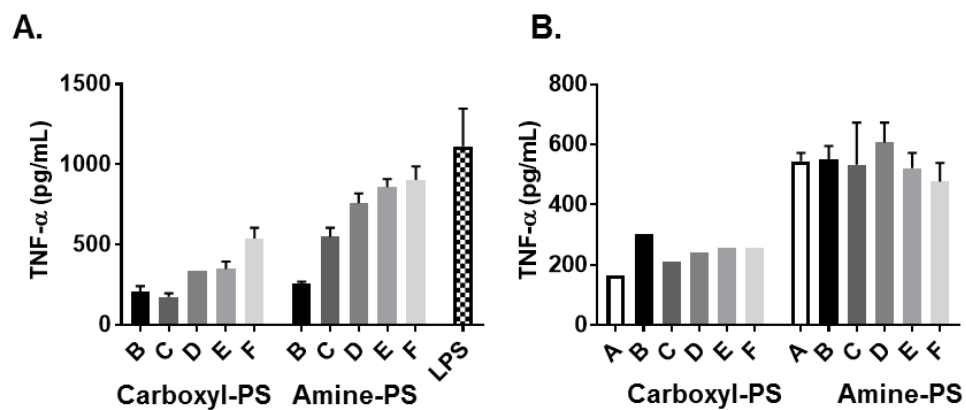 A.
TNF-α (pg/mL)
1500
1000
500
0
B C D E F B C D E F LPS
Carboxyl-PS Amine-PS
B.
TNF-α (pg/mL)
800
600
400
200
0
A B C D E F A B C D E F
Carboxyl-PS Amine-PS